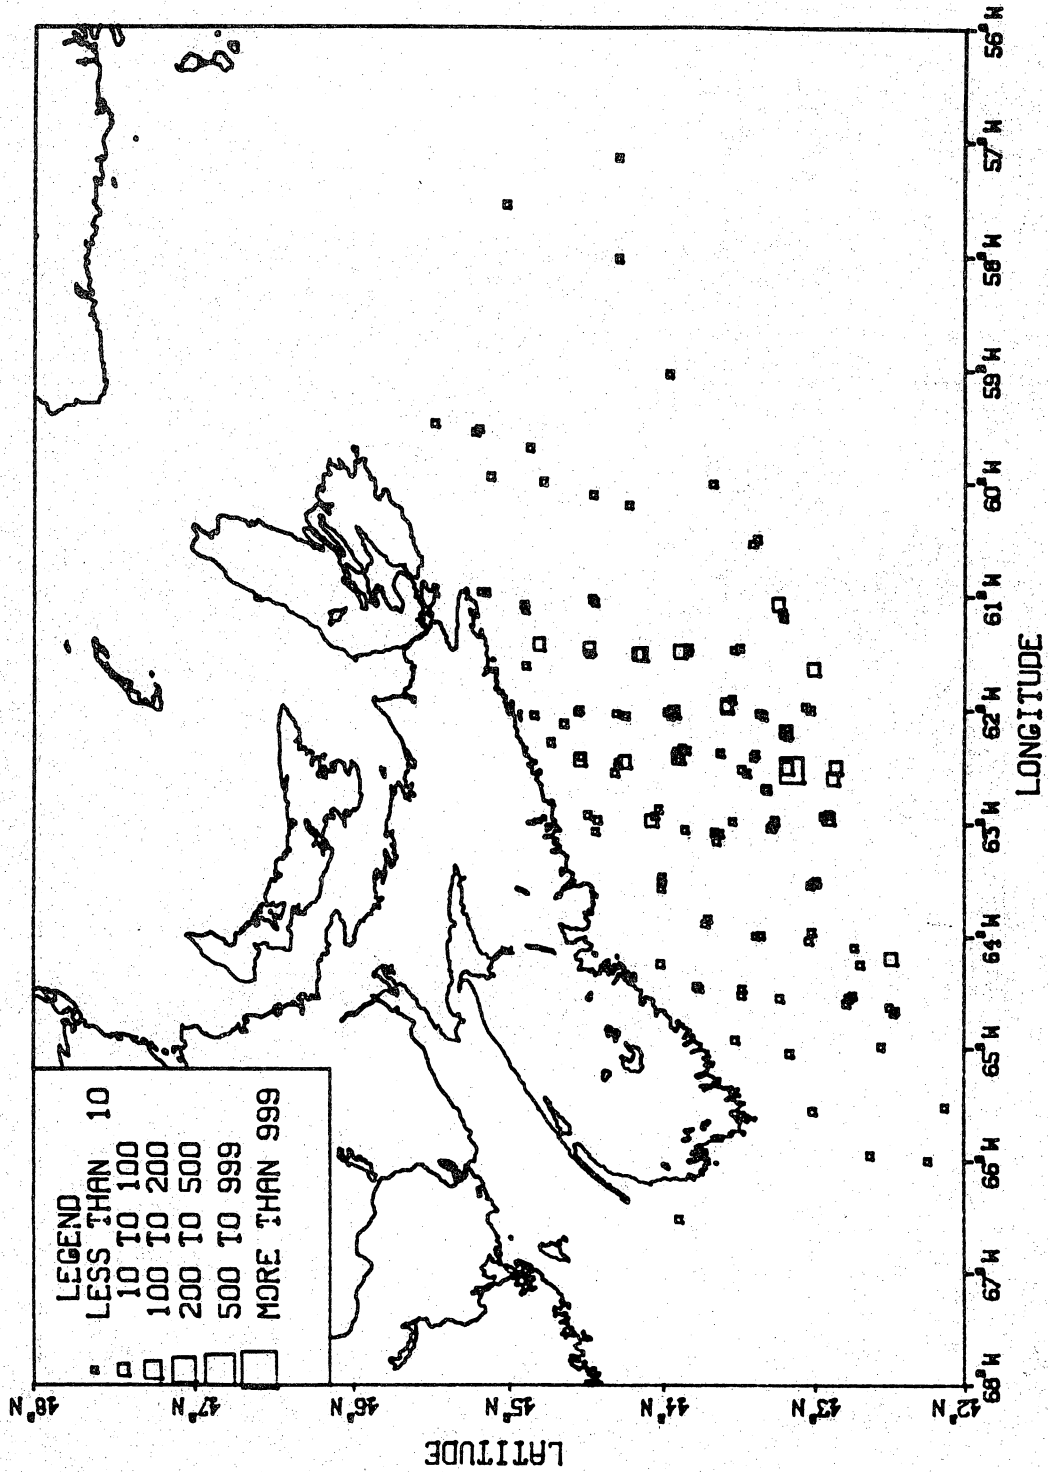 LEGEND
LESS THAN 10
10 TO 100
100 TO 200
200 TO 500
500 TO 999
MORE THAN 999
48°N
47°N
46°N
45°N
44°N
43°N
42°N
LATITUDE
68°W
67°W
66°W
65°W
64°W
63°W
62°W
61°W
60°W
59°W
58°W
57°W
56°W
LONGITUDE